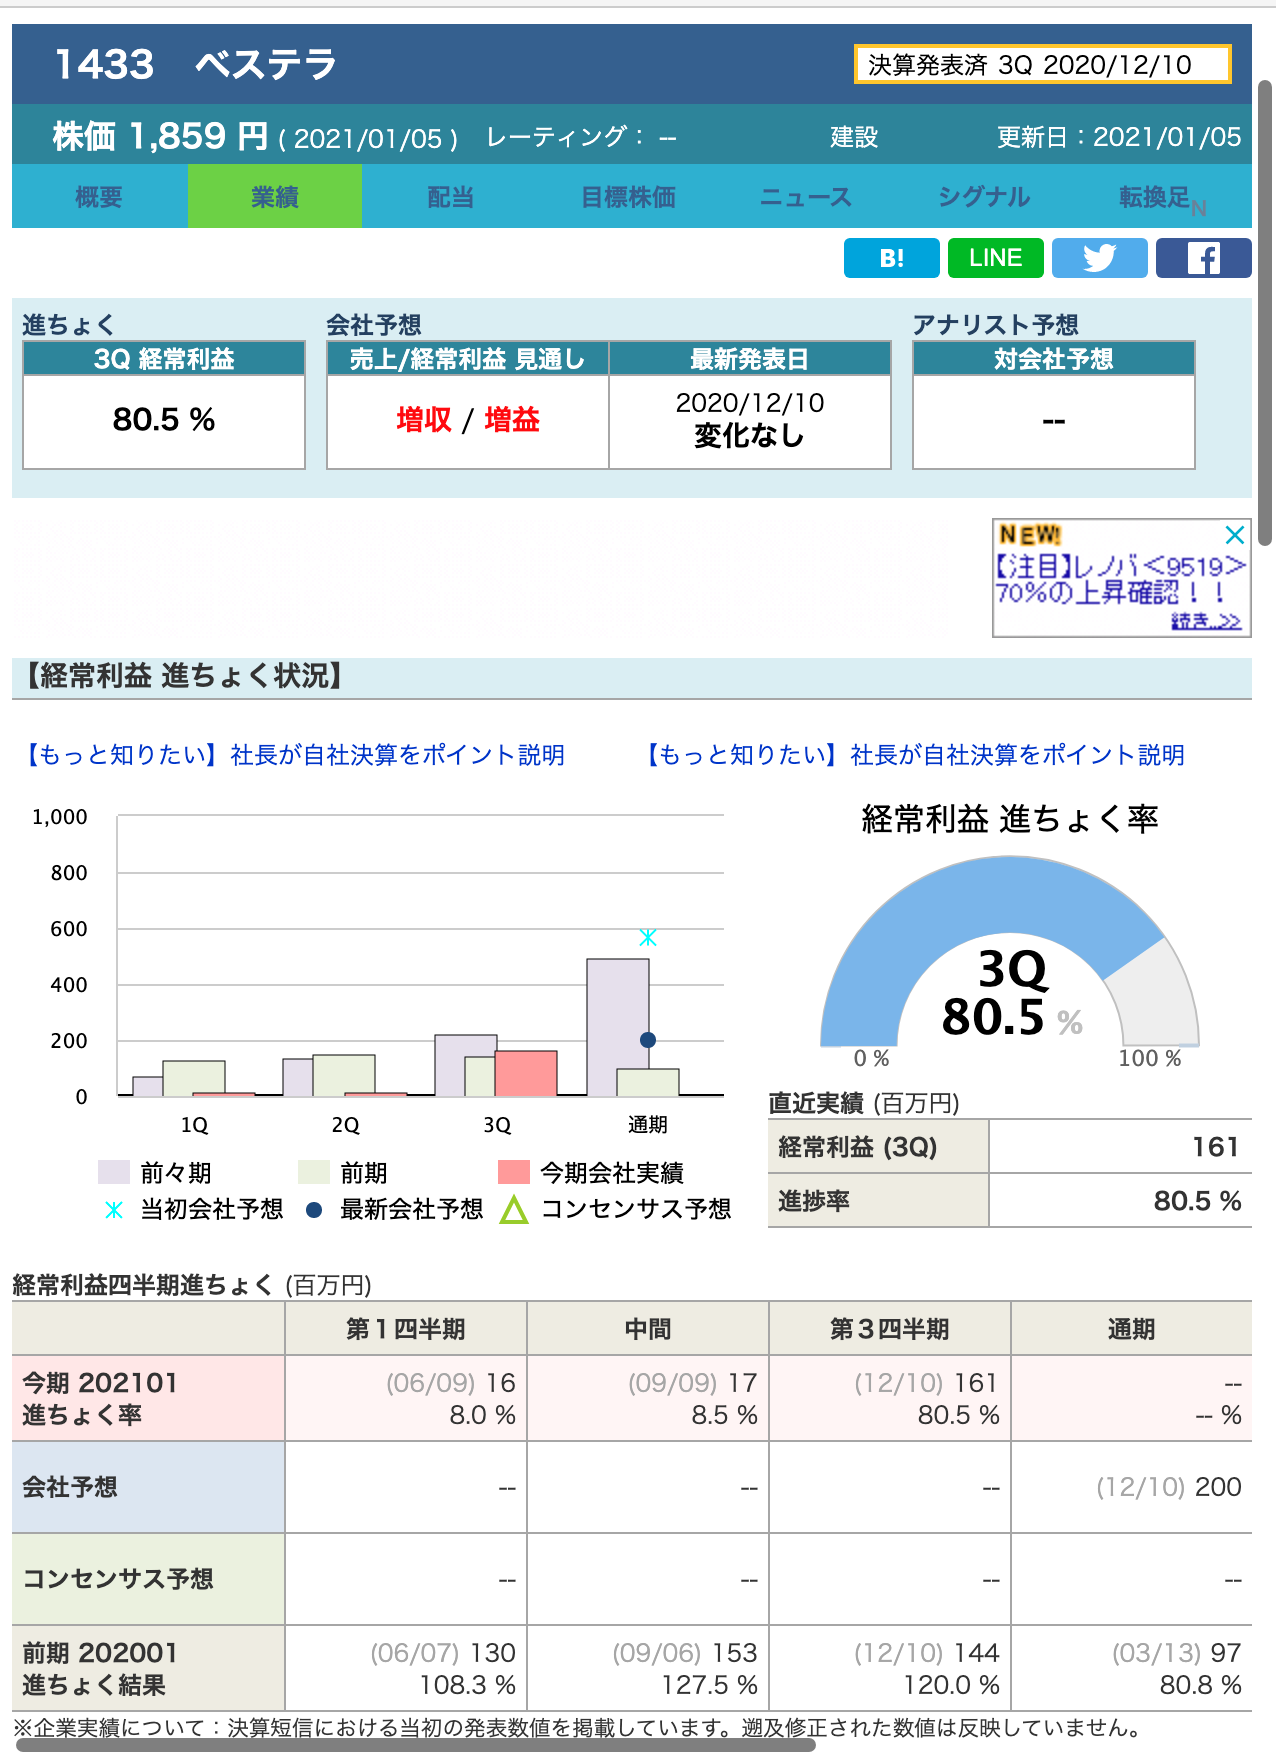 1433 ベステラ
決算発表済 3Q 2020/12/10
株価 1,859 円 ( 2021/01/05 ) レーティング： -- 建設 更新日：2021/01/05
概要 業績 配当 目標株価 ニュース シグナル 転換足N
B! LINE
進ちょく 会社予想 アナリスト予想
3Q 経常利益 売上/経常利益 見通し 最新発表日 対会社予想
80.5 % 増収 / 増益 2020/12/10 --
変化なし
NEW!
【注目】レノバ<9519>
70%の上昇確認！！
続き..>>
【経常利益 進ちょく状況】
【もっと知りたい】社長が自社決算をポイント説明 【もっと知りたい】社長が自社決算をポイント説明
経常利益 進ちょく率
1,000
800
600
400
200
0
1Q 2Q 3Q 通期
前々期 前期 今期会社実績
当初会社予想 最新会社予想 コンセンサス予想
3Q
80.5 %
0 % 100 %
直近実績 (百万円)
経常利益 (3Q) 161
進捗率 80.5 %
経常利益四半期進ちょく (百万円)
第１四半期 中間 第３四半期 通期
今期 202101 (06/09) 16 (09/09) 17 (12/10) 161 --
進ちょく率 8.0 % 8.5 % 80.5 % -- %
会社予想 -- -- -- (12/10) 200
コンセンサス予想 -- -- -- --
前期 202001 (06/07) 130 (09/06) 153 (12/10) 144 (03/13) 97
進ちょく結果 108.3 % 127.5 % 120.0 % 80.8 %
※企業実績について：決算短信における当初の発表数値を掲載しています。遡及修正された数値は反映していません。